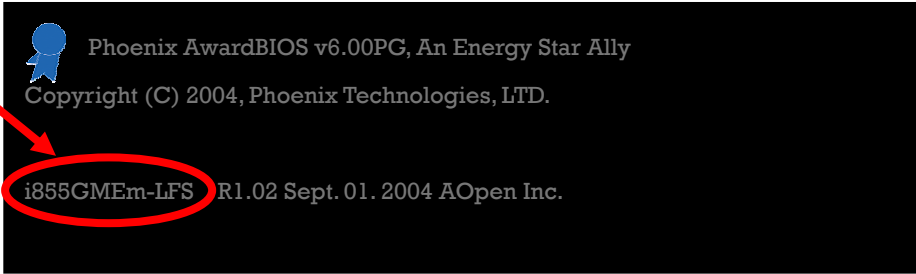 Phoenix AwardBIOS v6.00PG, An Energy Star Ally
Copyright (C) 2004, Phoenix Technologies, LTD.
i855GMEm-LFS R1.02 Sept. 01. 2004 AOpen Inc.